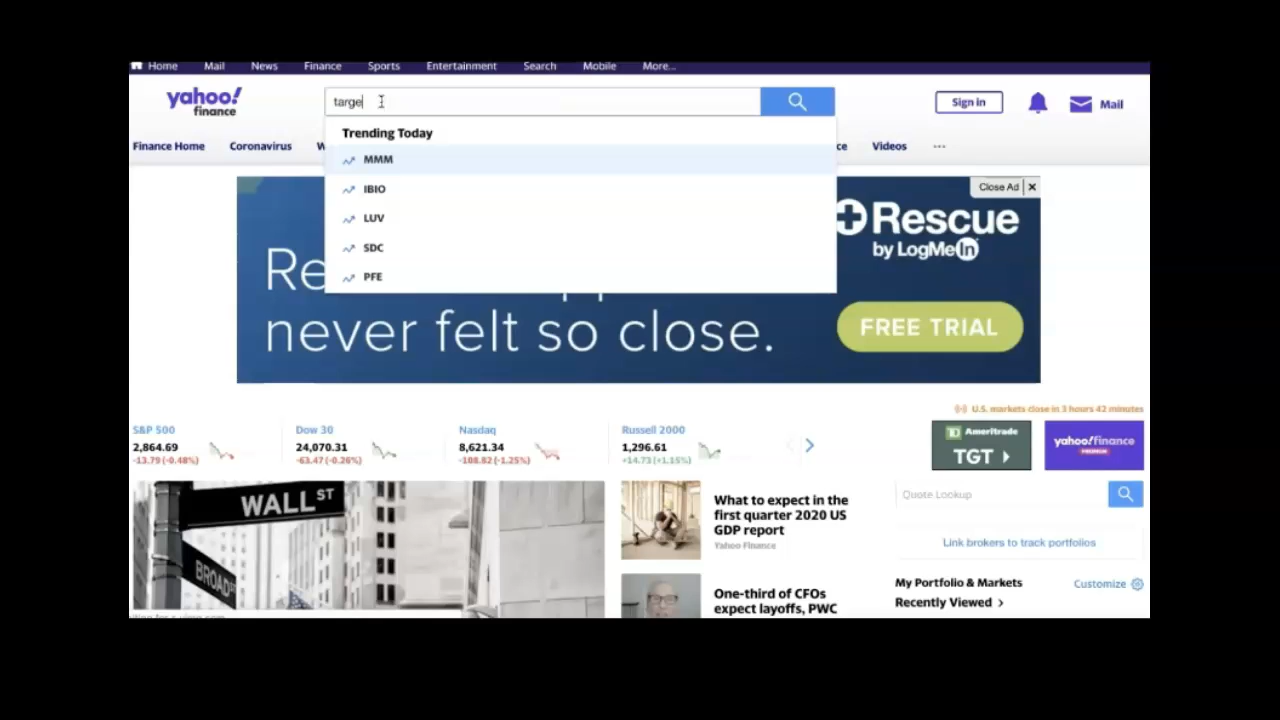 Home Mail News Finance Sports Entertainment Search Mobile More...
yahoo!
finance
targe
Sign in
Mail
Finance Home Coronavirus W
ce Videos ...
Trending Today
MMM
IBIO
LUV
SDC
PFE
Close Ad X
Rescue
by LogMeIn
Re
never felt so close.
FREE TRIAL
U.S. markets close in 3 hours 42 minutes
S&P 500
2,864.69
-13.79 (-0.48%)
Dow 30
24,070.31
-63.47 (-0.26%)
Nasdaq
8,621.34
-108.82 (-1.25%)
Russell 2000
1,296.61
+14.73 (+1.15%)
TD Ameritrade
TGT
yahoo!finance
PREMIUM
WALL ST
BROAD ST
What to expect in the
first quarter 2020 US
GDP report
Yahoo Finance
One-third of CFOs
expect layoffs, PWC
Quote Lookup
Link brokers to track portfolios
My Portfolio & Markets
Customize
Recently Viewed >